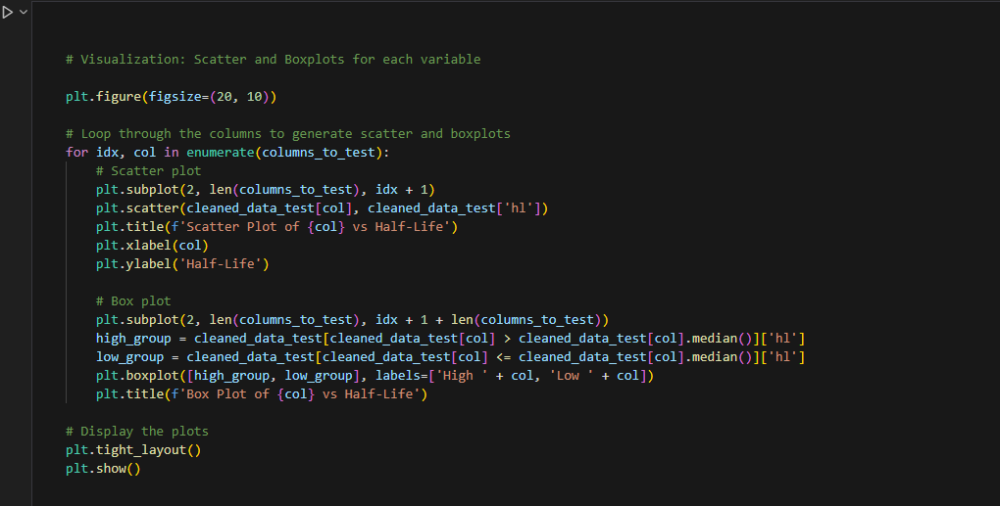 # Visualization: Scatter and Boxplots for each variable
plt.figure(figsize=(20, 10))
# Loop through the columns to generate scatter and boxplots
for idx, col in enumerate(columns_to_test):
    # Scatter plot
    plt.subplot(2, len(columns_to_test), idx + 1)
    plt.scatter(cleaned_data_test[col], cleaned_data_test['hl'])
    plt.title(f'Scatter Plot of {col} vs Half-Life')
    plt.xlabel(col)
    plt.ylabel('Half-Life')
    # Box plot
    plt.subplot(2, len(columns_to_test), idx + 1 + len(columns_to_test))
    high_group = cleaned_data_test[cleaned_data_test[col] > cleaned_data_test[col].median()]['hl']
    low_group = cleaned_data_test[cleaned_data_test[col] <= cleaned_data_test[col].median()]['hl']
    plt.boxplot([high_group, low_group], labels=['High ' + col, 'Low ' + col])
    plt.title(f'Box Plot of {col} vs Half-Life')
# Display the plots
plt.tight_layout()
plt.show()